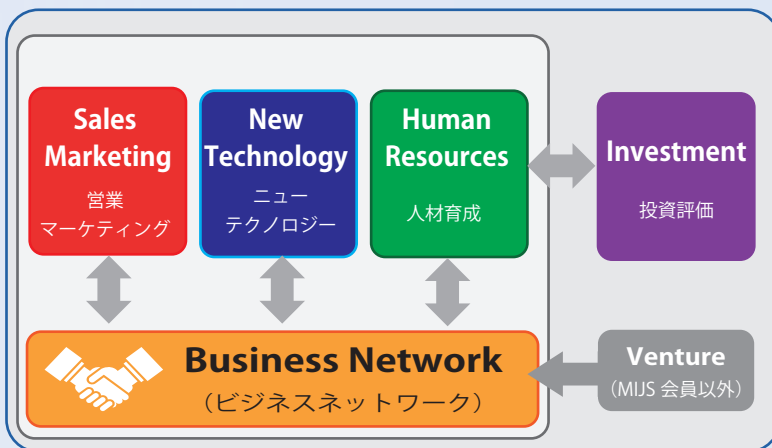 Sales
Marketing
営業
マーケティング
New
Technology
ニュー
テクノロジー
Human
Resources
人材育成
Investment
投資評価
Business Network
（ビジネスネットワーク）
Venture
（MIJS 会員以外）